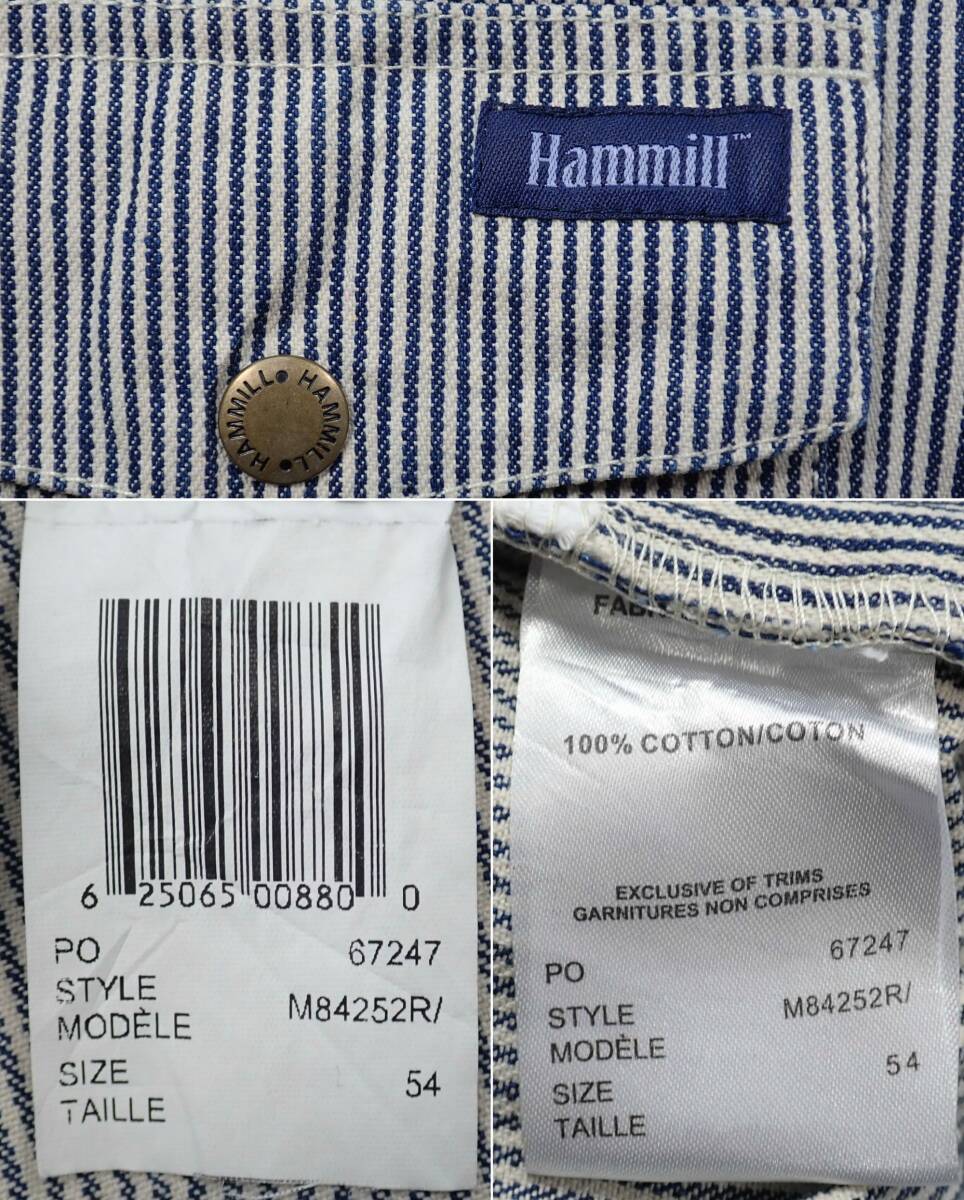 Hammill™
HAMMILL • HAMMILL •
6 25065 00880 0
PO 67247
STYLE
MODÈLE M84252R/
SIZE
TAILLE 54
100% COTTON/COTON
EXCLUSIVE OF TRIMS
GARNITURES NON COMPRISES
PO 67247
STYLE
MODÈLE M84252R/
SIZE
TAILLE 54